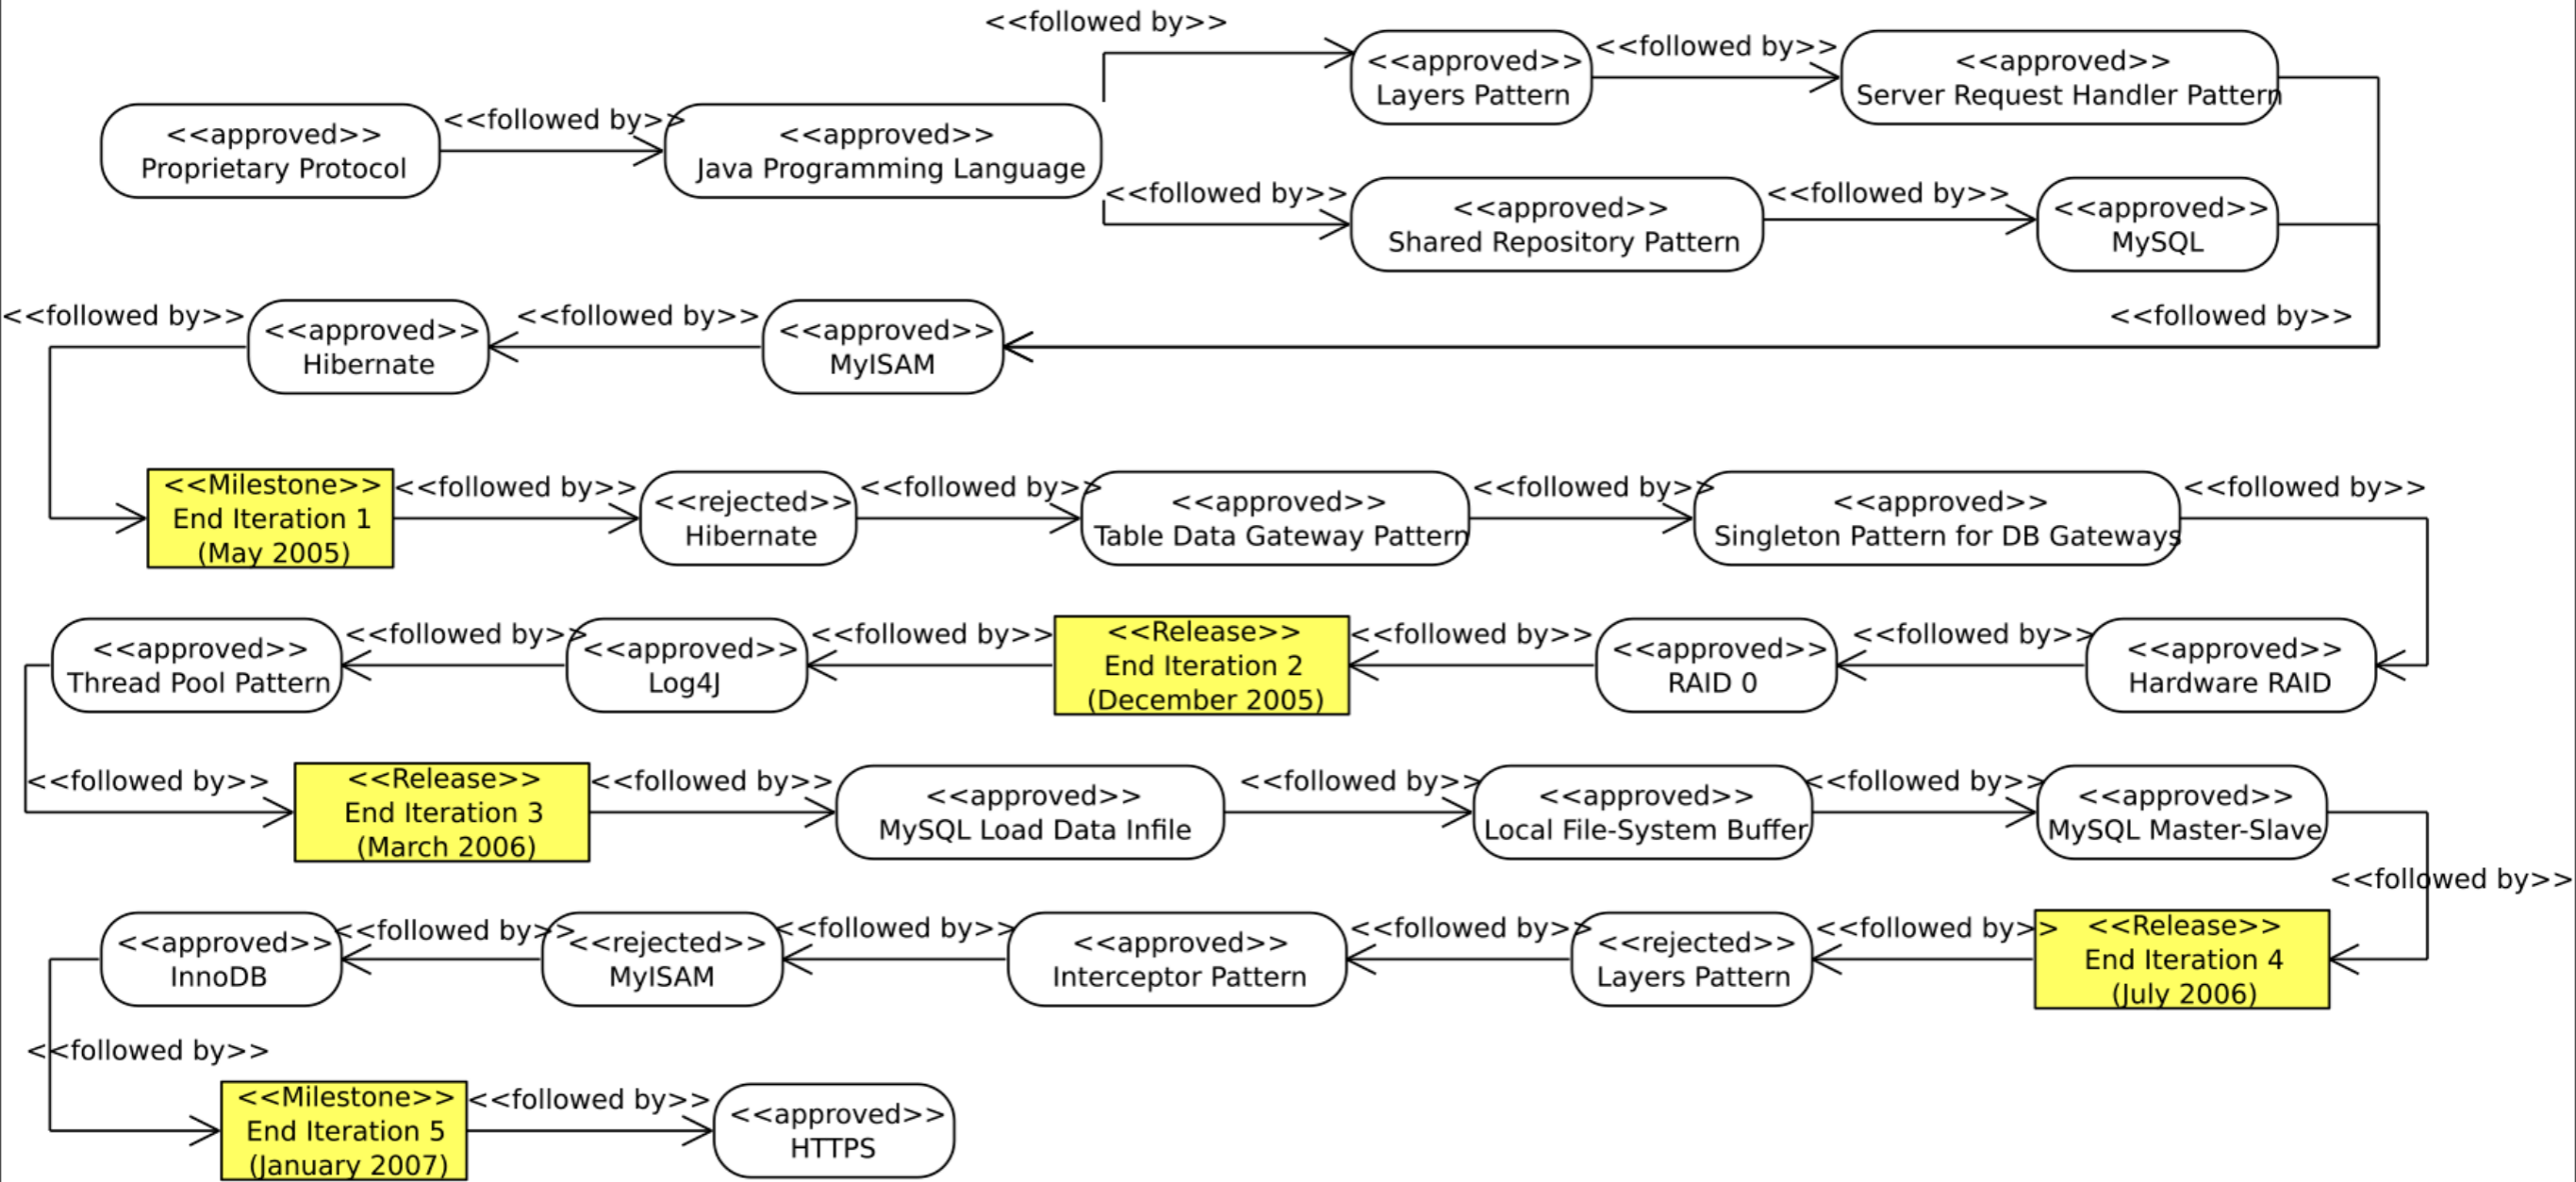 <<followed by>>
<<approved>>
Layers Pattern
<<followed by>>
<<approved>>
Server Request Handler Pattern
<<approved>>
Proprietary Protocol
<<followed by>>
<<approved>>
Java Programming Language
<<followed by>>
<<approved>>
Shared Repository Pattern
<<followed by>>
<<approved>>
MySQL
<<followed by>>
<<approved>>
MyISAM
<<followed by>>
<<approved>>
Hibernate
<<followed by>>
<<Milestone>>
End Iteration 1
(May 2005)
<<followed by>>
<<rejected>>
Hibernate
<<followed by>>
<<approved>>
Table Data Gateway Pattern
<<followed by>>
<<approved>>
Singleton Pattern for DB Gateways
<<followed by>>
<<approved>>
Hardware RAID
<<followed by>>
<<approved>>
RAID 0
<<followed by>>
<<Release>>
End Iteration 2
(December 2005)
<<followed by>>
<<approved>>
Log4J
<<followed by>>
<<approved>>
Thread Pool Pattern
<<followed by>>
<<Release>>
End Iteration 3
(March 2006)
<<followed by>>
<<approved>>
MySQL Load Data Infile
<<followed by>>
<<approved>>
Local File-System Buffer
<<followed by>>
<<approved>>
MySQL Master-Slave
<<followed by>>
<<Release>>
End Iteration 4
(July 2006)
<<followed by>>
<<rejected>>
Layers Pattern
<<followed by>>
<<approved>>
Interceptor Pattern
<<followed by>>
<<rejected>>
MyISAM
<<followed by>>
<<approved>>
InnoDB
<<followed by>>
<<Milestone>>
End Iteration 5
(January 2007)
<<followed by>>
<<approved>>
HTTPS